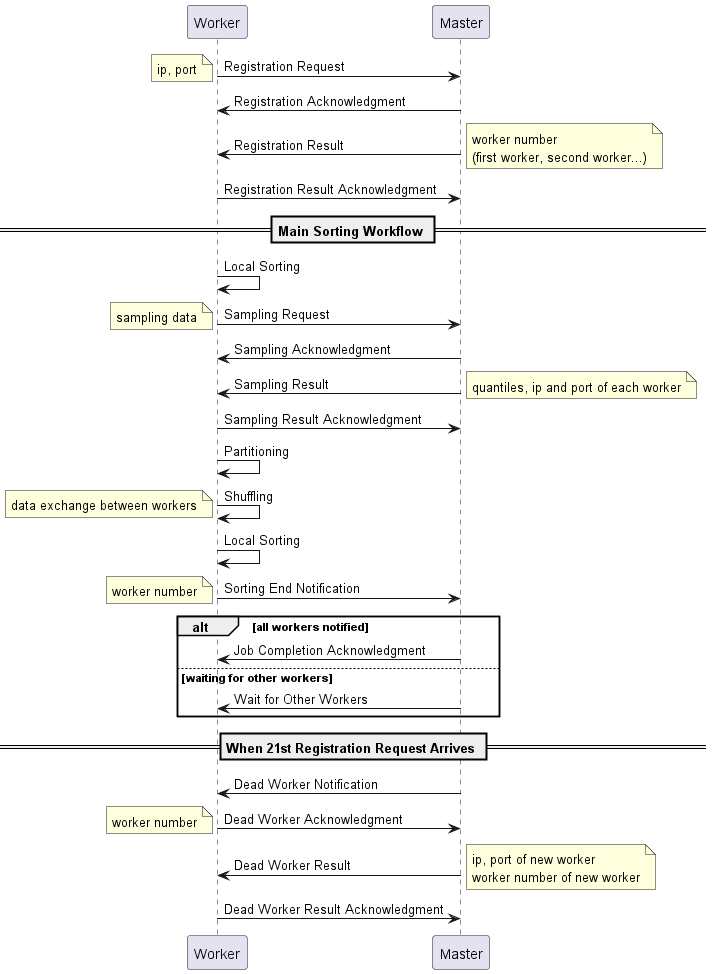 Worker
Master
ip, port
Registration Request
Registration Acknowledgment
Registration Result
worker number
(first worker, second worker...)
Registration Result Acknowledgment
Main Sorting Workflow
Local Sorting
sampling data
Sampling Request
Sampling Acknowledgment
Sampling Result
quantiles, ip and port of each worker
Sampling Result Acknowledgment
Partitioning
data exchange between workers
Shuffling
Local Sorting
worker number
Sorting End Notification
alt
[all workers notified]
Job Completion Acknowledgment
[waiting for other workers]
Wait for Other Workers
When 21st Registration Request Arrives
Dead Worker Notification
worker number
Dead Worker Acknowledgment
Dead Worker Result
ip, port of new worker
worker number of new worker
Dead Worker Result Acknowledgment
Worker
Master